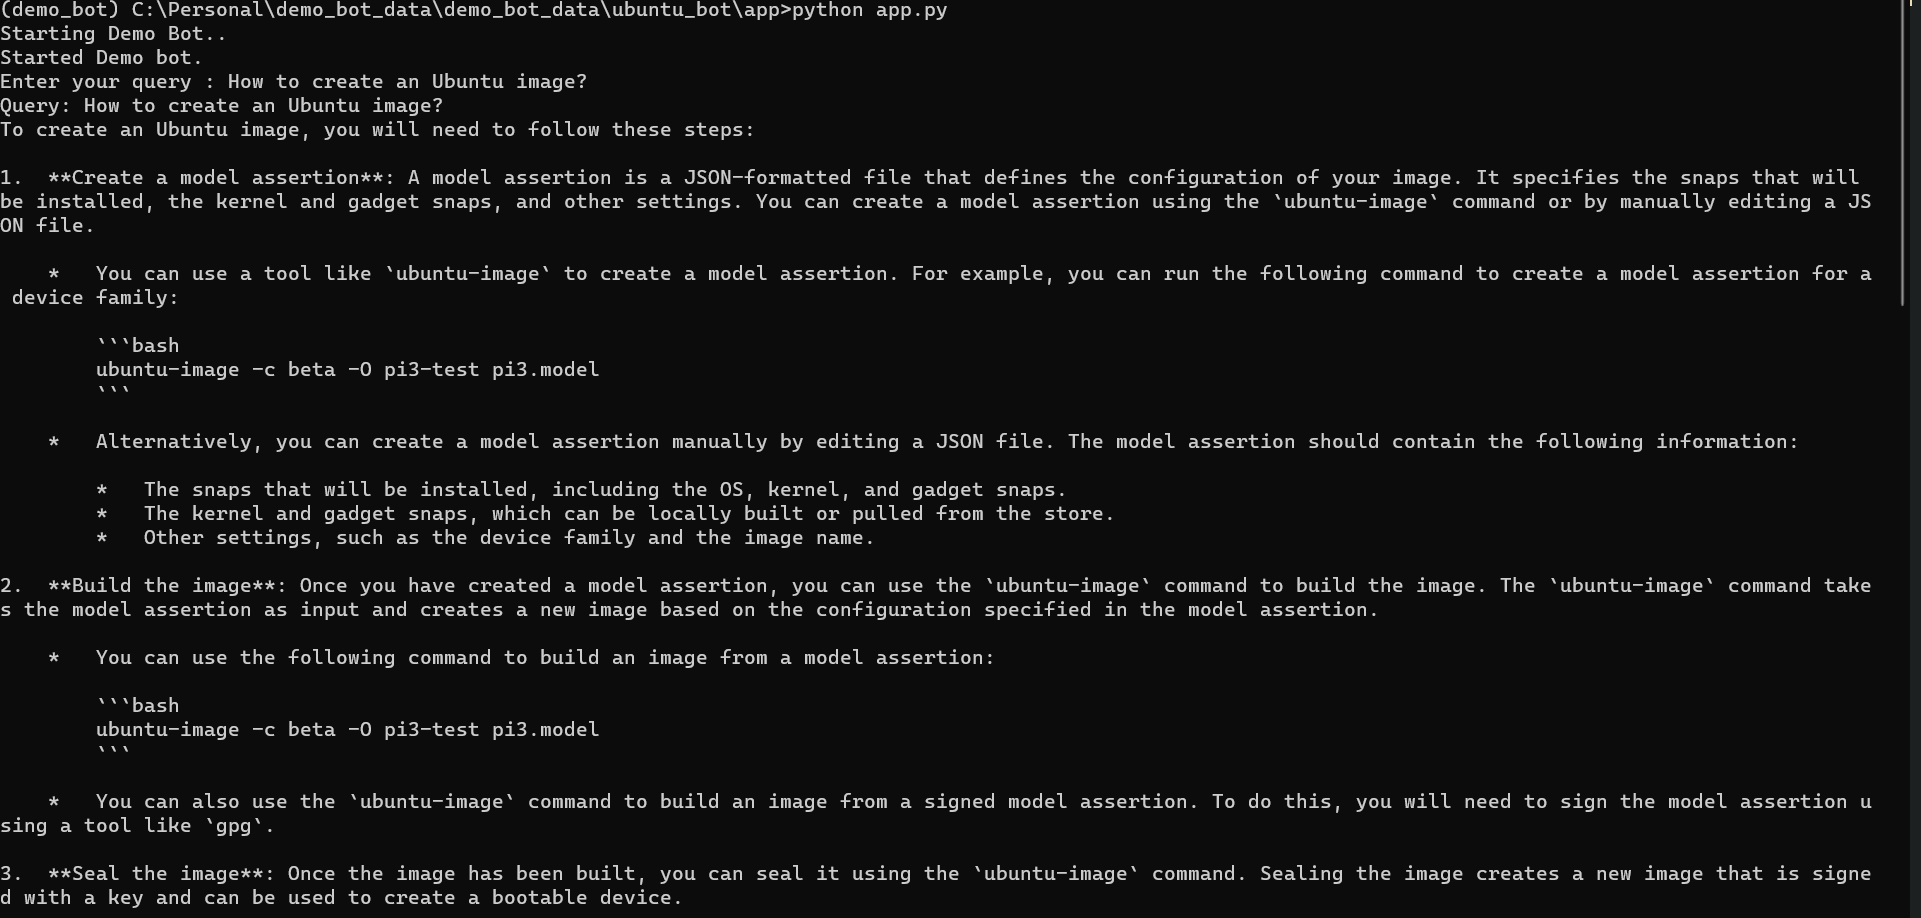 (demo_bot) C:\Personal\demo_bot_data\demo_bot_data\ubuntu_bot\app>python app.py
Starting Demo Bot..
Started Demo bot.
Enter your query : How to create an Ubuntu image?
Query: How to create an Ubuntu image?
To create an Ubuntu image, you will need to follow these steps:
1.  **Create a model assertion**: A model assertion is a JSON-formatted file that defines the configuration of your image. It specifies the snaps that will
be installed, the kernel and gadget snaps, and other settings. You can create a model assertion using the `ubuntu-image` command or by manually editing a JS
ON file.
    *   You can use a tool like `ubuntu-image` to create a model assertion. For example, you can run the following command to create a model assertion for a
 device family:
        ```bash
        ubuntu-image -c beta -O pi3-test pi3.model
        ```
    *   Alternatively, you can create a model assertion manually by editing a JSON file. The model assertion should contain the following information:
        *   The snaps that will be installed, including the OS, kernel, and gadget snaps.
        *   The kernel and gadget snaps, which can be locally built or pulled from the store.
        *   Other settings, such as the device family and the image name.
2.  **Build the image**: Once you have created a model assertion, you can use the `ubuntu-image` command to build the image. The `ubuntu-image` command take
s the model assertion as input and creates a new image based on the configuration specified in the model assertion.
    *   You can use the following command to build an image from a model assertion:
        ```bash
        ubuntu-image -c beta -O pi3-test pi3.model
        ```
    *   You can also use the `ubuntu-image` command to build an image from a signed model assertion. To do this, you will need to sign the model assertion u
sing a tool like `gpg`.
3.  **Seal the image**: Once the image has been built, you can seal it using the `ubuntu-image` command. Sealing the image creates a new image that is signe
d with a key and can be used to create a bootable device.